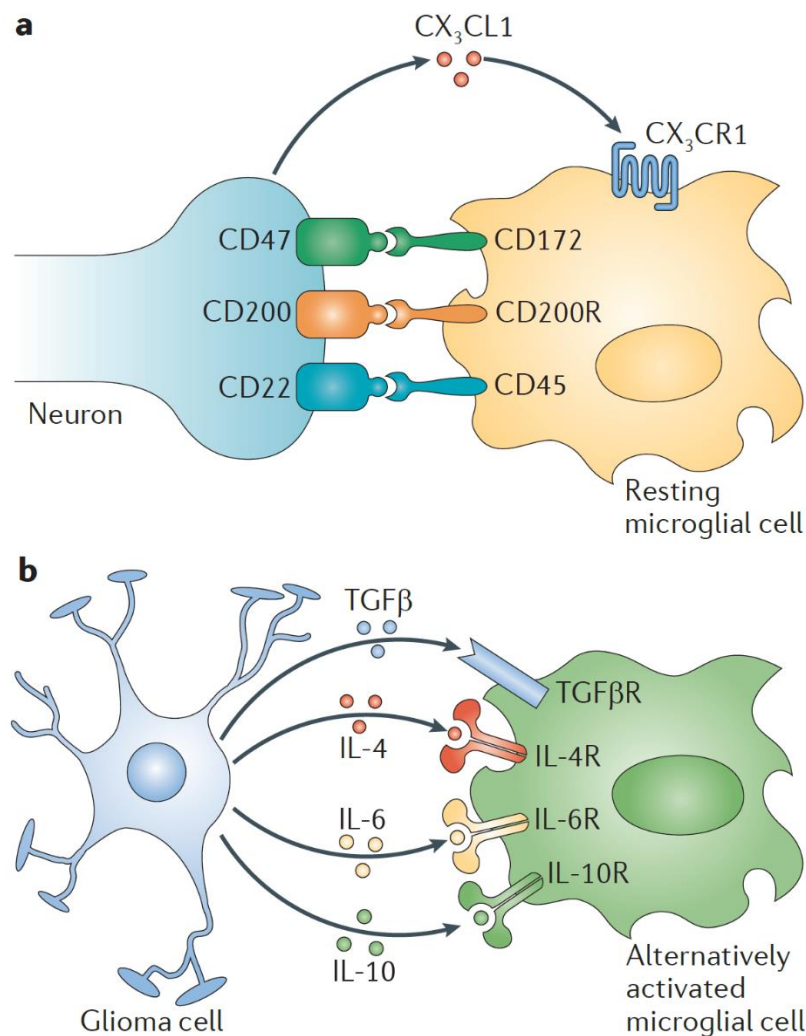 a
CX₃CL1
CX₃CR1
CD47
CD172
CD200
CD200R
CD22
CD45
Neuron
Resting
microglial cell
b
TGFβ
TGFβR
IL-4
IL-4R
IL-6
IL-6R
IL-10R
IL-10
Glioma cell
Alternatively
activated
microglial cell